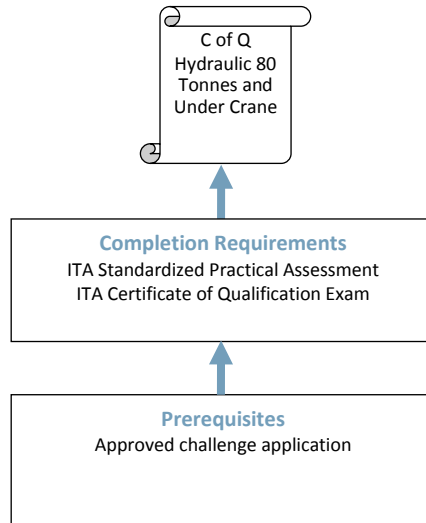 C of Q
Hydraulic 80
Tonnes and
Under Crane
Completion Requirements
ITA Standardized Practical Assessment
ITA Certificate of Qualification Exam
Prerequisites
Approved challenge application